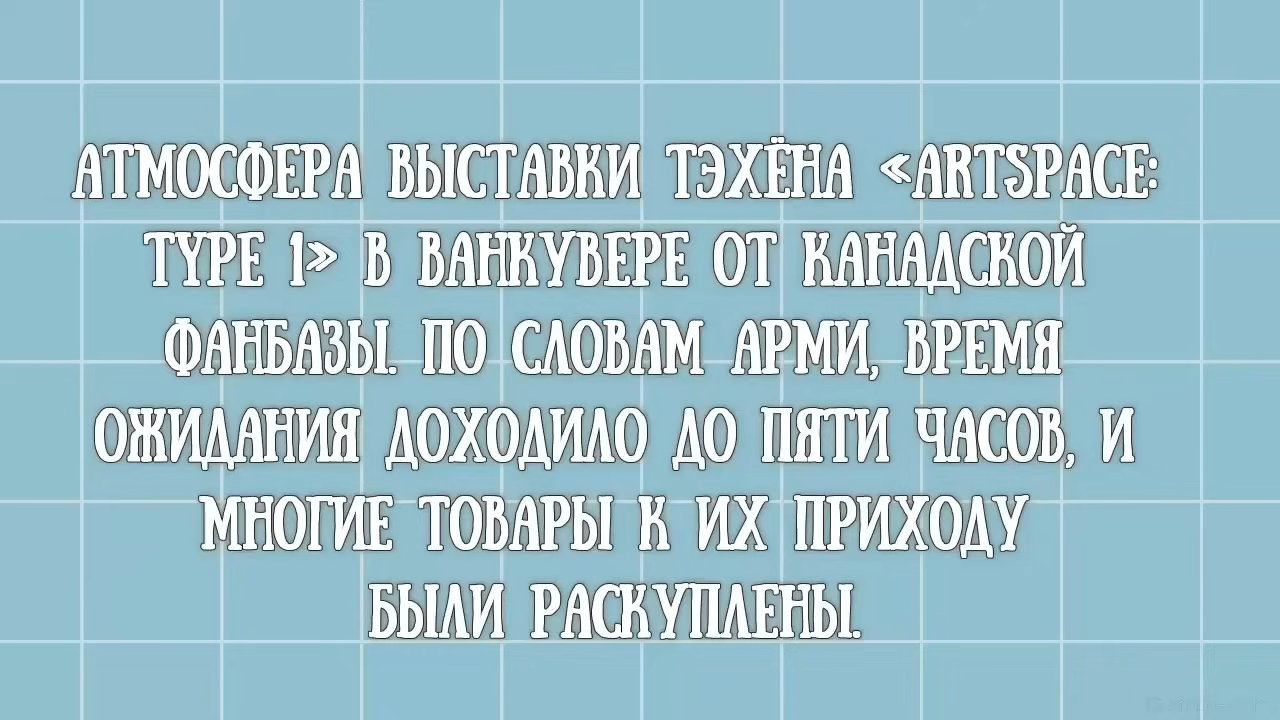 АТМОСФЕРА ВЫСТАВКИ ТЭХЁНА «ARTSPACE:
TYPE 1» В ВАНКУВЕРЕ ОТ КАНАДСКОЙ
ФАНБАЗЫ. ПО СЛОВАМ АРМИ, ВРЕМЯ
ОЖИДАНИЯ ДОХОДИЛО ДО ПЯТИ ЧАСОВ, И
МНОГИЕ ТОВАРЫ К ИХ ПРИХОДУ
БЫЛИ РАСКУПЛЕНЫ.